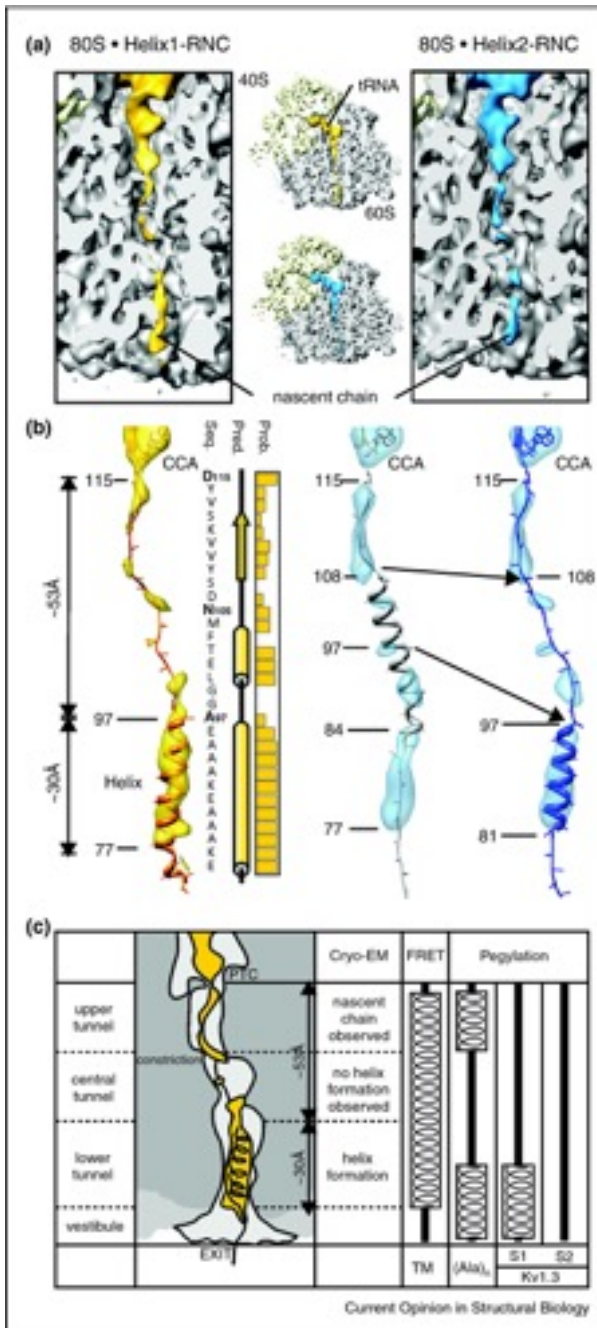 (a)
80S • Helix1-RNC
80S • Helix2-RNC
40S
tRNA
60S
nascent chain
(b)
CCA
Seq.
Pred
Prob.
CCA
CCA
115
D115
Y
V
S
K
V
V
Y
S
D
N105
M
F
T
E
L
G
G
A97
E
A
A
A
K
E
A
A
A
K
E
115
115
108
108
~53Å
97
97
97
84
~30Å
Helix
77
77
81
(c)
Cryo-EM
FRET
Pegylation
PTC
upper
tunnel
nascent
chain
observed
constriction
~53Å
central
tunnel
no helix
formation
observed
lower
tunnel
~30Å
helix
formation
vestibule
EXIT
TM
(Ala)n
S1
S2
Kv1.3
Current Opinion in Structural Biology